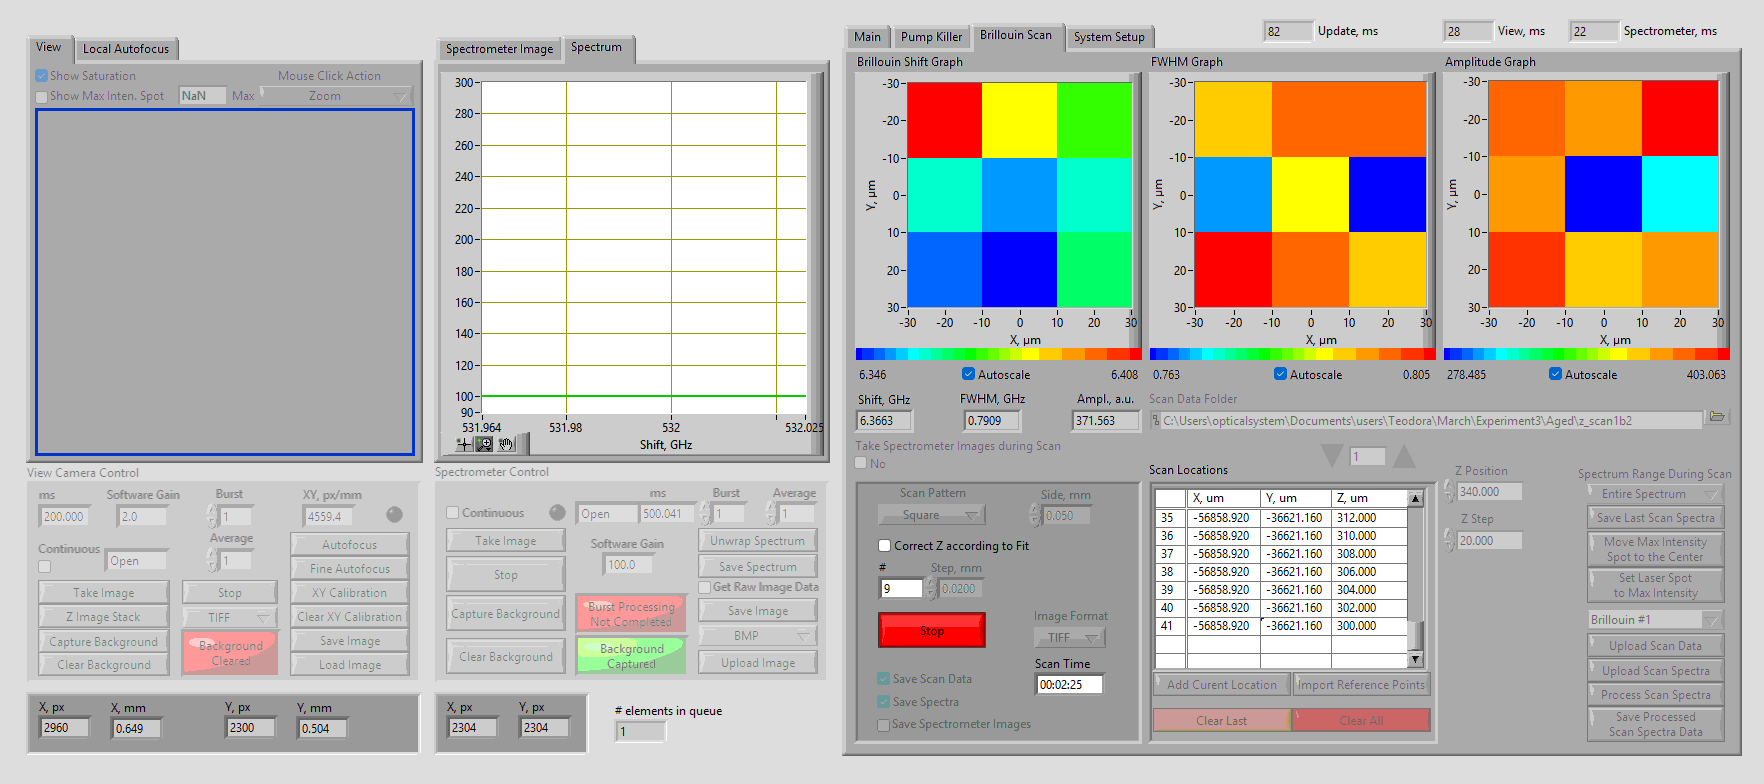 View
Local Autofocus
Show Saturation
Mouse Click Action
Show Max Inten. Spot
NaN
Max
Zoom
View Camera Control
ms
Software Gain
Burst
XY, px/mm
200.000
2.0
1
4559.4
Average
Continuous
Open
1
Autofocus
Fine Autofocus
Take Image
Stop
XY Calibration
Z Image Stack
TIFF
Clear XY Calibration
Capture Background
Background
Cleared
Save Image
Clear Background
Load Image
X, px
X, mm
Y, px
Y, mm
2960
0.649
2300
0.504
Spectrometer Image
Spectrum
300
280
260
240
220
200
180
160
140
120
100
90
531.964
531.98
532
532.025
Shift, GHz
Spectrometer Control
ms
Burst
Average
Continuous
Open
500.041
1
1
Take Image
Software Gain
Unwrap Spectrum
Stop
100.0
Save Spectrum
Get Raw Image Data
Capture Background
Burst Processing
Not Completed
Save Image
BMP
Clear Background
Background
Captured
Upload Image
X, px
Y, px
2304
2304
# elements in queue
1
82
Update, ms
28
View, ms
22
Spectrometer, ms
Main
Pump Killer
Brillouin Scan
System Setup
Brillouin Shift Graph
-30
-20
-10
0
10
20
30
Y, µm
-30
-20
-10
0
10
20
30
X, µm
6.346
Autoscale
6.408
FWHM Graph
-30
-20
-10
0
10
20
30
Y, µm
-30
-20
-10
0
10
20
30
X, µm
0.763
Autoscale
0.805
Amplitude Graph
-30
-20
-10
0
10
20
30
Y, µm
-30
-20
-10
0
10
20
30
X, µm
278.485
Autoscale
403.063
Shift, GHz
FWHM, GHz
Ampl., a.u.
6.3663
0.7909
371.563
Scan Data Folder
C:\Users\opticalsystem\Documents\users\Teodora\March\Experiment3\Aged\z_scan1b2
Take Spectrometer Images during Scan
No
1
Scan Pattern
Side, mm
Square
0.050
Correct Z according to Fit
#
Step, mm
9
0.0200
Stop
Image Format
TIFF
Scan Time
00:02:25
Save Scan Data
Save Spectra
Save Spectrometer Images
Scan Locations
X, um Y, um Z, um
35 -56858.920 -36621.160 312.000
36 -56858.920 -36621.160 310.000
37 -56858.920 -36621.160 308.000
38 -56858.920 -36621.160 306.000
39 -56858.920 -36621.160 304.000
40 -56858.920 -36621.160 302.000
41 -56858.920 -36621.160 300.000
Add Curent Location
Import Reference Points
Clear Last
Clear All
Z Position
340.000
Z Step
20.000
Spectrum Range During Scan
Entire Spectrum
Save Last Scan Spectra
Move Max Intensity
Spot to the Center
Set Laser Spot
to Max Intensity
Brillouin #1
Upload Scan Data
Upload Scan Spectra
Process Scan Spectra
Save Processed
Scan Spectra Data